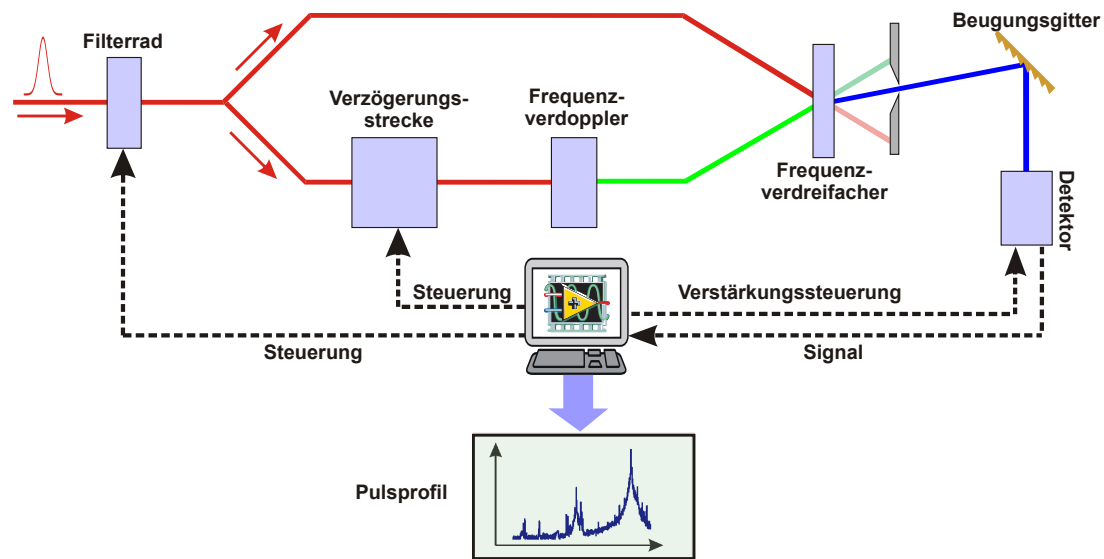 Filterrad
Verzögerungs-
strecke
Frequenz-
verdoppler
Frequenz-
verdreifacher
Beugungsgitter
Detektor
Steuerung
Verstärkungssteuerung
Steuerung
Signal
Pulsprofil